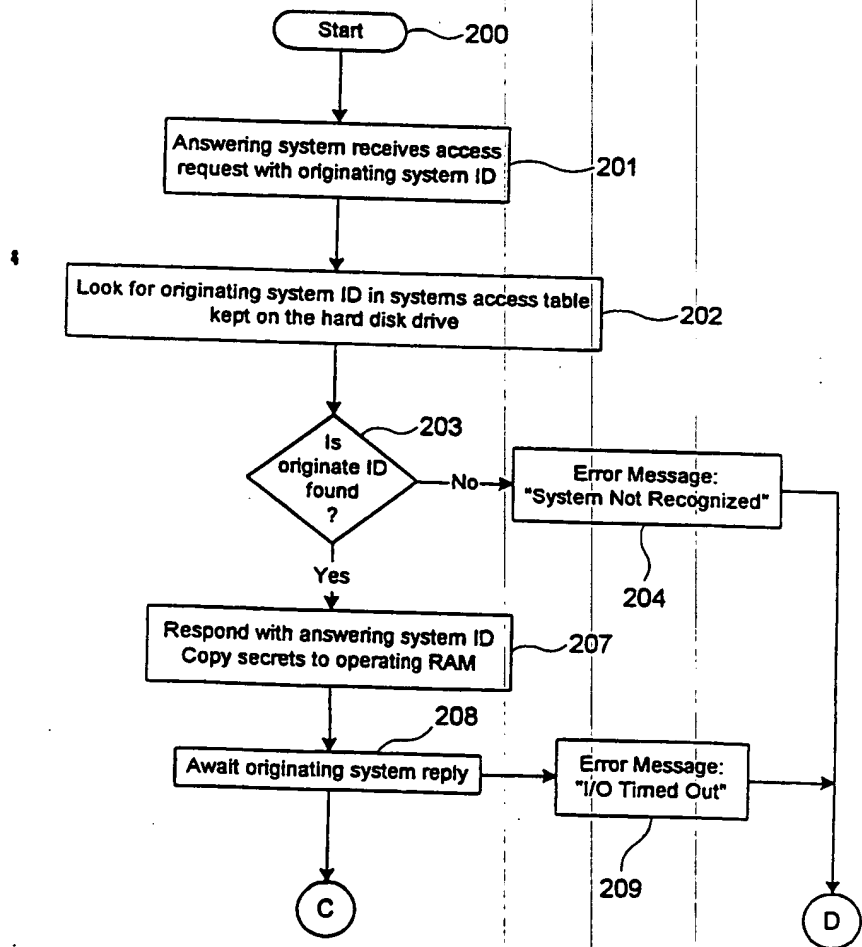 Start
200
Answering system receives access
request with originating system ID
201
Look for originating system ID in systems access table
kept on the hard disk drive
202
203
Is
originate ID
found
?
No
Error Message:
"System Not Recognized"
204
Yes
Respond with answering system ID
Copy secrets to operating RAM
207
208
Await originating system reply
Error Message:
"I/O Timed Out"
209
C
D